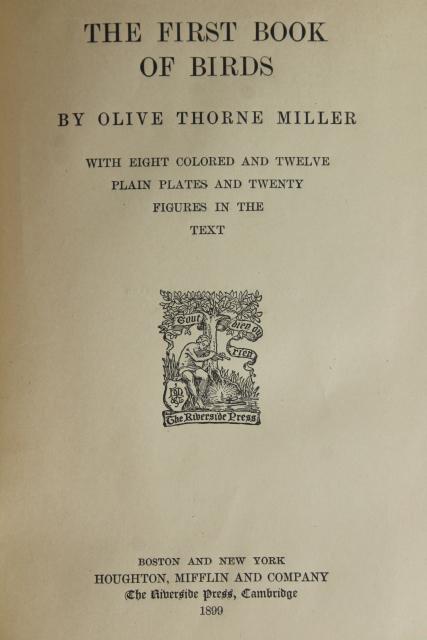 THE FIRST BOOK
OF BIRDS
BY OLIVE THORNE MILLER
WITH EIGHT COLORED AND TWELVE
PLAIN PLATES AND TWENTY
FIGURES IN THE
TEXT
Tout bien ou
rien
The Riverside Press
BOSTON AND NEW YORK
HOUGHTON, MIFFLIN AND COMPANY
The Riverside Press, Cambridge
1899